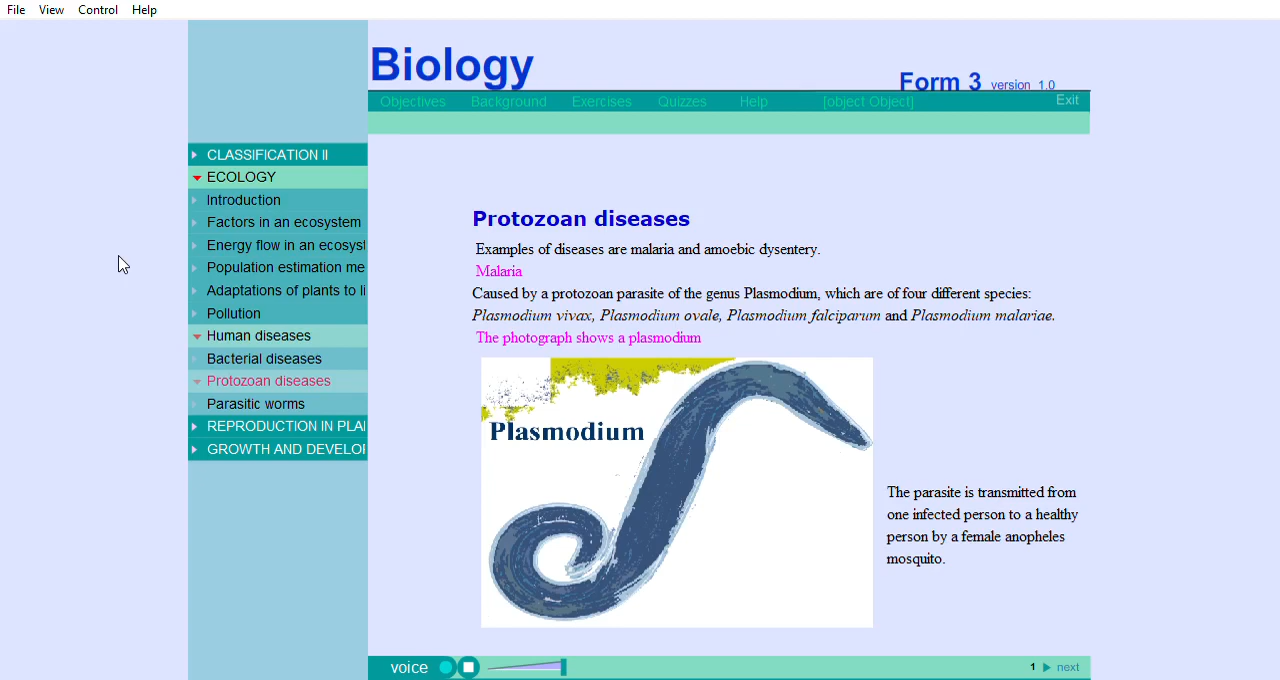 File View Control Help
Biology
Form 3 version 1.0
Objectives Background Exercises Quizzes Help [object Object] Exit
CLASSIFICATION II
ECOLOGY
Introduction
Factors in an ecosystem
Energy flow in an ecosyst
Population estimation me
Adaptations of plants to li
Pollution
Human diseases
Bacterial diseases
Protozoan diseases
Parasitic worms
REPRODUCTION IN PLA
GROWTH AND DEVELOP
Protozoan diseases
Examples of diseases are malaria and amoebic dysentery.
Malaria
Caused by a protozoan parasite of the genus Plasmodium, which are of four different species:
Plasmodium vivax, Plasmodium ovale, Plasmodium falciparum and Plasmodium malariae.
The photograph shows a plasmodium
Plasmodium
The parasite is transmitted from
one infected person to a healthy
person by a female anopheles
mosquito.
voice
1 next